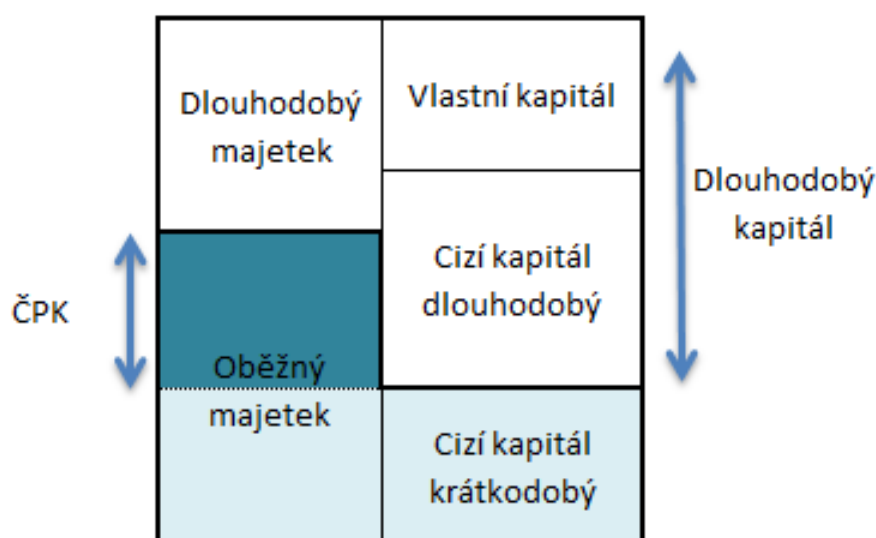 Dlouhodobý
majetek
Vlastní kapitál
Dlouhodobý
kapitál
Cizí kapitál
dlouhodobý
ČPK
Oběžný
majetek
Cizí kapitál
krátkodobý